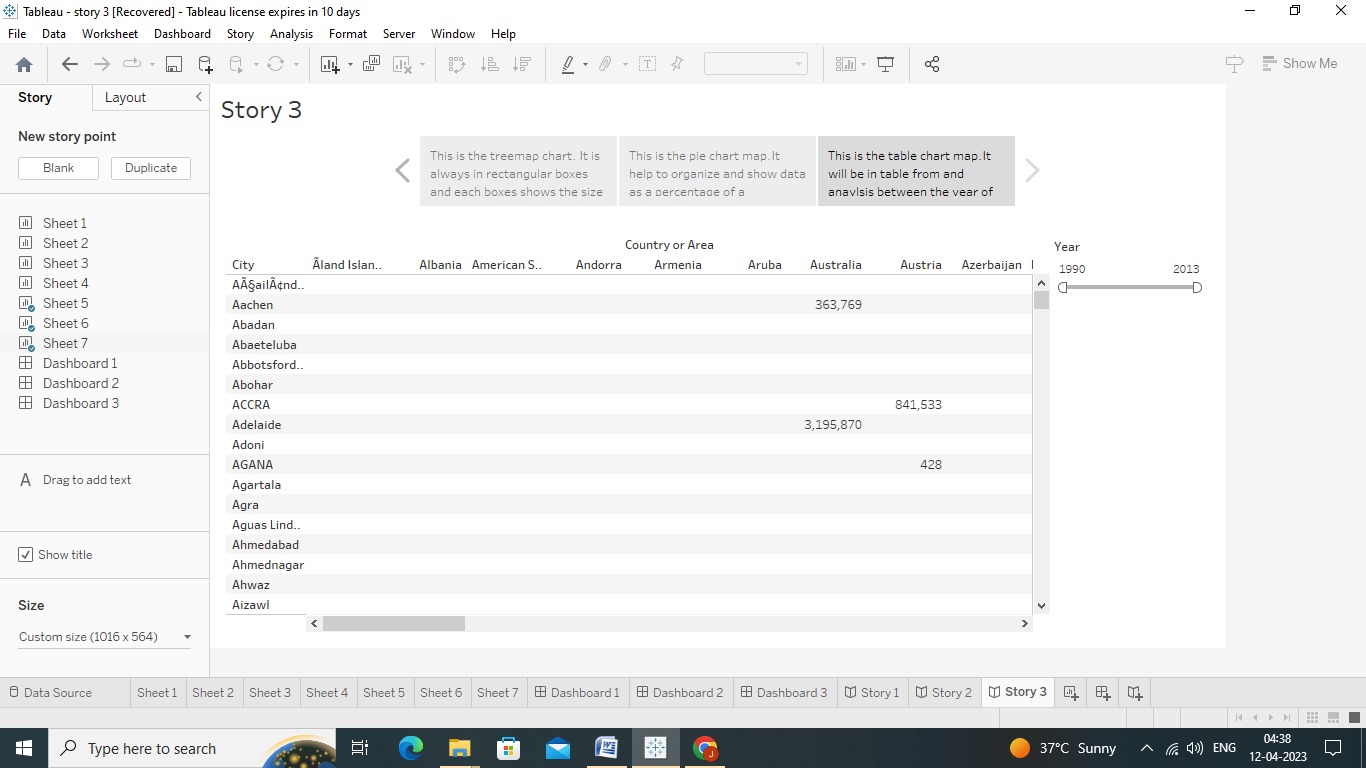 Tableau - story 3 [Recovered] - Tableau license expires in 10 days
File Data Worksheet Dashboard Story Analysis Format Server Window Help
Show Me
Story Layout
New story point
Blank Duplicate
Sheet 1
Sheet 2
Sheet 3
Sheet 4
Sheet 5
Sheet 6
Sheet 7
Dashboard 1
Dashboard 2
Dashboard 3
A Drag to add text
Show title
Size
Custom size (1016 x 564)
Story 3
This is the treemap chart. It is
always in rectangular boxes
and each boxes shows the size
This is the pie chart map.It
help to organize and show data
as a percentage of a
This is the table chart map.It
will be in table from and
anaylsis between the year of
Country or Area
City Ãland Islan.. Albania American S.. Andorra Armenia Aruba Australia Austria Azerbaijan
AÃ§ailÃ¢nd..
Aachen 363,769
Abadan
Abaeteluba
Abbotsford..
Abohar
ACCRA 841,533
Adelaide 3,195,870
Adoni
AGANA 428
Agartala
Agra
Aguas Lind..
Ahmedabad
Ahmednagar
Ahwaz
Aizawl
Year
1990 2013
Data Source Sheet 1 Sheet 2 Sheet 3 Sheet 4 Sheet 5 Sheet 6 Sheet 7 Dashboard 1 Dashboard 2 Dashboard 3 Story 1 Story 2 Story 3
Type here to search
37°C Sunny
ENG
04:38
12-04-2023